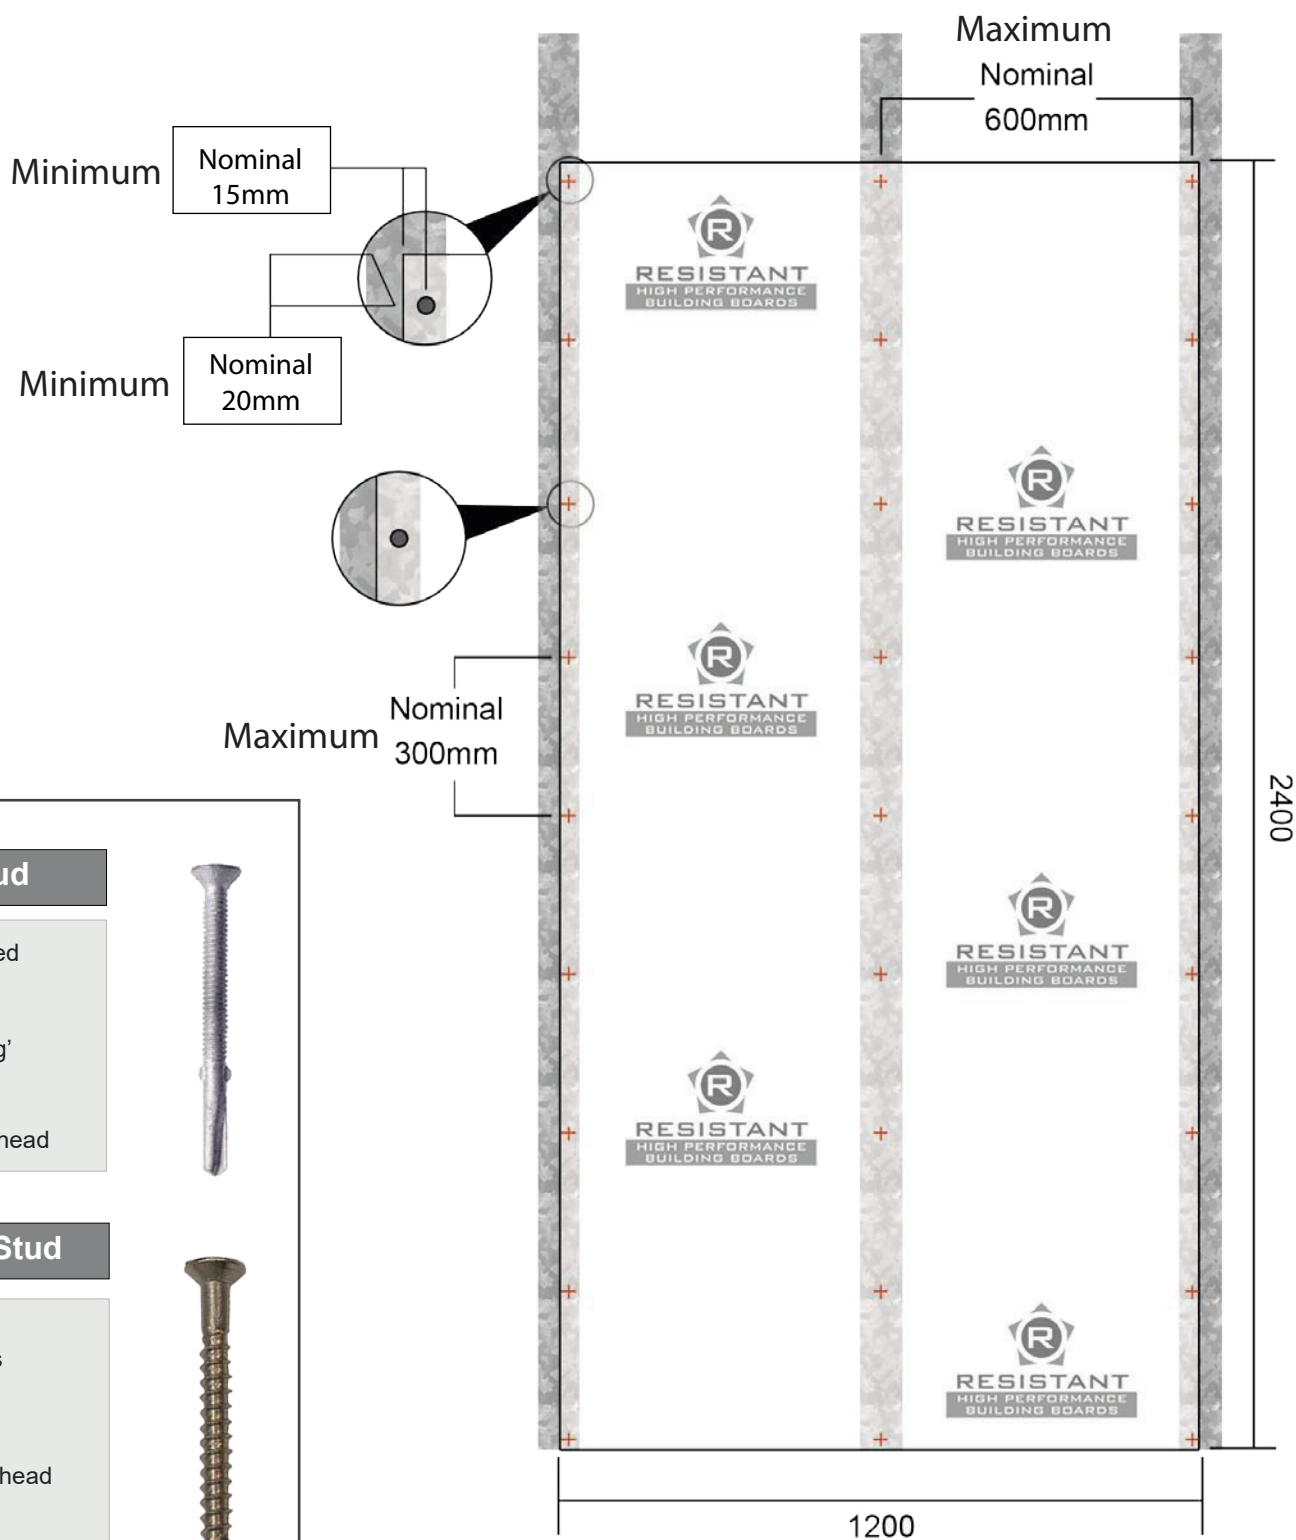 Maximum
Nominal
600mm
Minimum
Nominal
15mm
Minimum
Nominal
20mm
R
RESISTANT
HIGH PERFORMANCE
BUILDING BOARDS
R
RESISTANT
HIGH PERFORMANCE
BUILDING BOARDS
R
RESISTANT
HIGH PERFORMANCE
BUILDING BOARDS
Maximum
Nominal
300mm
2400
R
RESISTANT
HIGH PERFORMANCE
BUILDING BOARDS
R
RESISTANT
HIGH PERFORMANCE
BUILDING BOARDS
R
RESISTANT
HIGH PERFORMANCE
BUILDING BOARDS
1200
ud
ed
g’
head
Stud
s
head